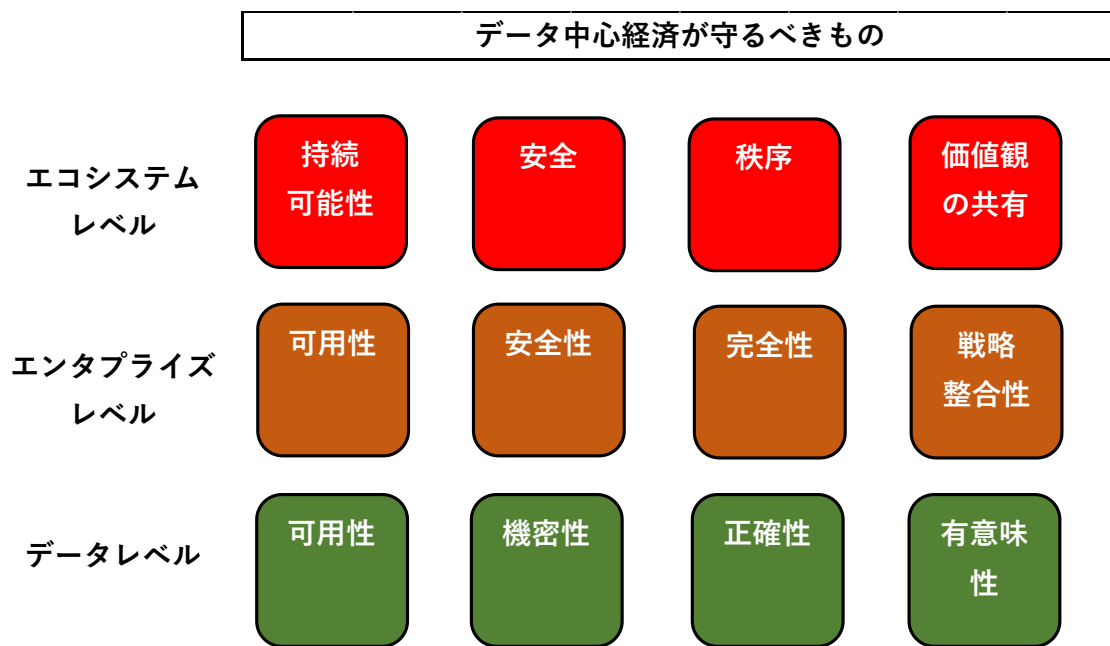 データ中心経済が守るべきもの
エコシステム
レベル
持続
可能性
安全
秩序
価値観
の共有
エンタプライズ
レベル
可用性
安全性
完全性
戦略
整合性
データレベル
可用性
機密性
正確性
有意味
性